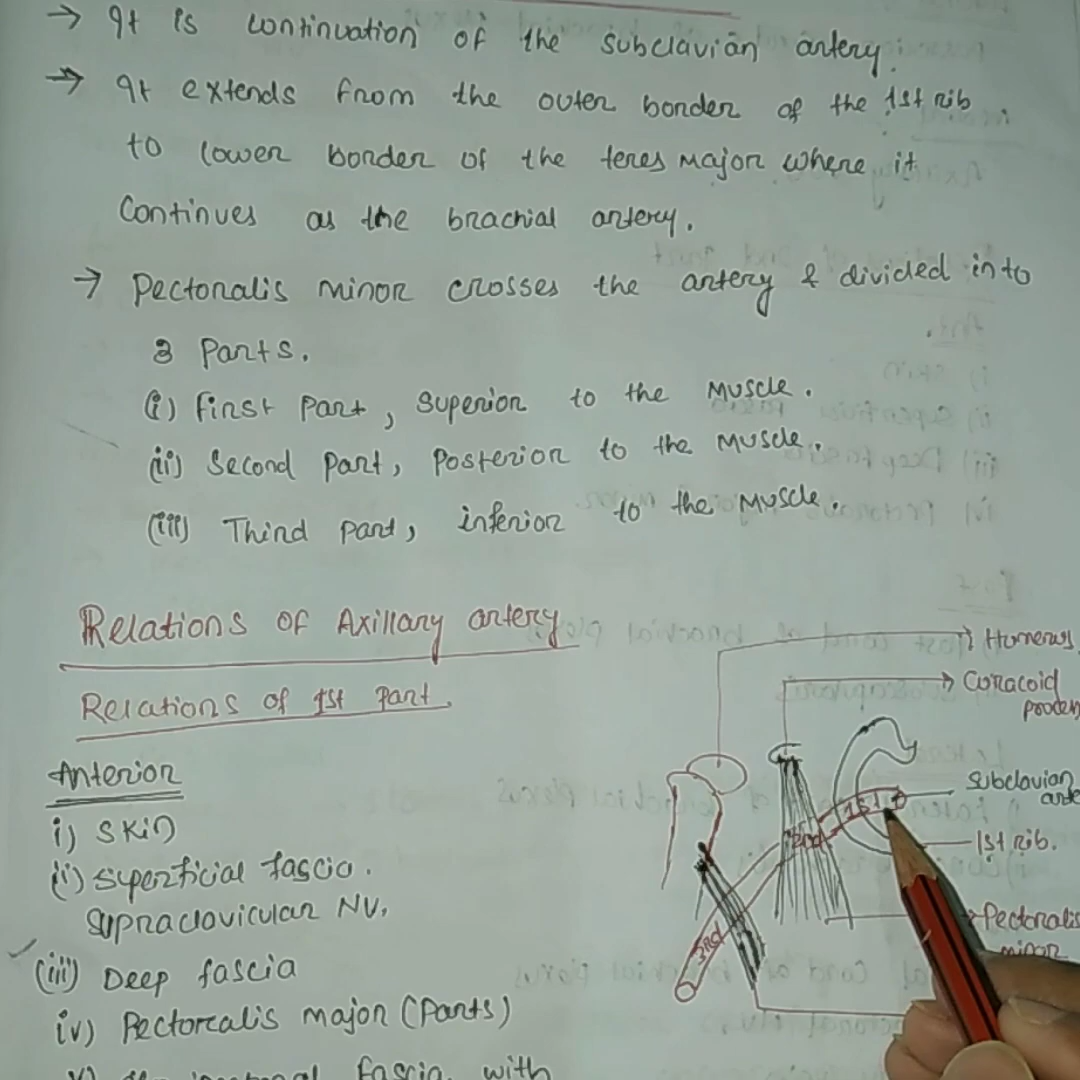 → It is continuation of the subclavian artery.
→ It extends from the outer border of the 1st rib
to lower border of the teres major where it
continues as the brachial artery.
→ Pectoralis minor crosses the artery & divided into
3 parts.
(i) First part, superior to the muscle.
(ii) Second part, posterior to the muscle.
(iii) Third part, inferior to the muscle.
Relations of Axillary artery
Relations of 1st part.
Anterior
i) Skin
(ii) superficial fascia.
supraclavicular NV.
(iii) Deep fascia
iv) Pectoralis major (parts)
fascia with
Humerus
Coracoid
process
Subclavian
1st rib.
Pectoralis
minor
2nd
3rd